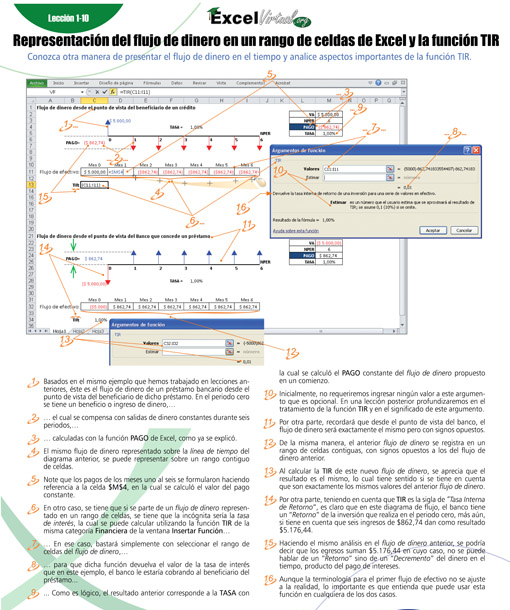 Lección 1-10
ExcelVirtual.org
Representación del flujo de dinero en un rango de celdas de Excel y la función TIR
Conozca otra manera de presentar el flujo de dinero en el tiempo y analice aspectos importantes de la función TIR.
Archivo Inicio Insertar Diseño de página Fórmulas Datos Revisar Vista Complementos Acrobat
VF =TIR(C11:I11)
A B C D E F G H I J K L M N O P Q R S
Flujo de dinero desde el punto de vista del beneficiario de un crédito
$ 5.000,00
TASA= 1,00%
NPER
PAGO= ($ 862,74)
0 1 2 3 4 5 6
VA $ 5.000,00
NPER 6
PAGO ($ 862,74)
TASA 1,00%
Mes 0 Mes 1 Mes 2 Mes 3 Mes 4 Mes 5 Mes 6
Flujo de efectivo $ 5.000,00 =$M$4 ($862,74) ($862,74) ($862,74) ($862,74) ($862,74)
TIR =TIR(C11:I11)
Argumentos de función
TIR
Valores C11:I11
Estimar = número
= 0,01
Devuelve la tasa interna de retorno de una inversión para una serie de valores en efectivo.
Estimar es un número que el usuario estima que se aproximará al resultado de TIR; se asume 0,1 (10%) si se omite.
Resultado de la fórmula = 1,00%
Ayuda sobre esta función Aceptar Cancelar
Flujo de dinero desde el punto de vista del Banco que concede un préstamo
PAGO= $ 862,74
NPER
0 1 2 3 4 5 6
TASA= 1,00%
VA ($ 5.000,00)
NPER 6
PAGO $ 862,74
TASA 1,00%
Mes 0 Mes 1 Mes 2 Mes 3 Mes 4 Mes 5 Mes 6
Flujo de efectivo ($5.000) $ 862,74 $ 862,74 $ 862,74 $ 862,74 $ 862,74 $ 862,74
TIR
Hoja1 Hoja2 Hoja3
Argumentos de función
TIR
Valores C32:I32
Estimar = número
= 0,01
1 Basados en el mismo ejemplo que hemos trabajado en lecciones an-
teriores, éste es el flujo de dinero de un préstamo bancario desde el
punto de vista del beneficiario de dicho dinero. En el periodo cero
se tiene un beneficio o ingreso de dinero,...
2 ... el cual se compensa con salidas de dinero constantes durante seis
periodos,...
3 ... calculadas con la función PAGO de Excel, como ya se explicó.
4 El mismo flujo de dinero representado sobre la línea de tiempo del
diagrama anterior, se puede representar sobre un rango contiguo
de celdas.
5 Note que los pagos de los meses uno al seis se formularon haciendo
referencia a la celda $M$4, en la cual se calculó el valor del pago
constante.
6 En otro caso, se tiene que si se parte de un flujo de dinero represen-
tado en un rango de celdas, se tiene que la incógnita sería la tasa
de interés, la cual se puede calcular utilizando la función TIR de la
misma categoría Financiera de la ventana Insertar Función...
7 ... En ese caso, bastará simplemente con seleccionar el rango de
celdas del flujo de dinero,...
8 ... para que dicha función devuelva el valor de la tasa de interés
que en este ejemplo, el banco le estaría cobrando al beneficiario del
préstamo...
9 ... Como es lógico, el resultado anterior corresponde a la TASA con
la cual se calculó el PAGO constante del flujo de dinero propuesto
en un comienzo.
10 Inicialmente, no requeriremos ingresar ningún valor a este argumen-
to que es opcional. En una lección posterior profundizaremos en el
tratamiento de la función TIR y en el significado de este argumento.
11 Por otra parte, recordará que desde el punto de vista del banco, el
flujo de dinero será exactamente el mismo pero con signos opuestos.
12 De la misma manera, el anterior flujo de dinero se registra en un
rango de celdas contiguas, con signos opuestos a los del flujo de
dinero anterior.
13 Al calcular la TIR de este nuevo flujo de dinero, se aprecia que el
resultado es el mismo, lo cual tiene sentido si se tiene en cuenta
que son exactamente los mismos valores del anterior flujo de dinero.
14 Por otra parte, teniendo en cuenta que TIR es la sigla de "Tasa Interna
de Retorno", es claro que en este diagrama de flujo, el banco tiene
un "Retorno" de la inversión que realiza en el periodo cero, más aún,
si tiene en cuenta que seis ingresos de $862,74 dan como resultado
$5.176,44.
15 Haciendo el mismo análisis en el flujo de dinero anterior, se podría
decir que los egresos suman $5.176,44 en cuyo caso, no se puede
hablar de un "Retorno" sino de un "Decremento" del dinero en el
tiempo, producto del pago de intereses.
16 Aunque la terminología para el primer flujo de efectivo no se ajuste
a la realidad, lo importante es que entienda que puede usar esta
función en cualquiera de los dos casos.